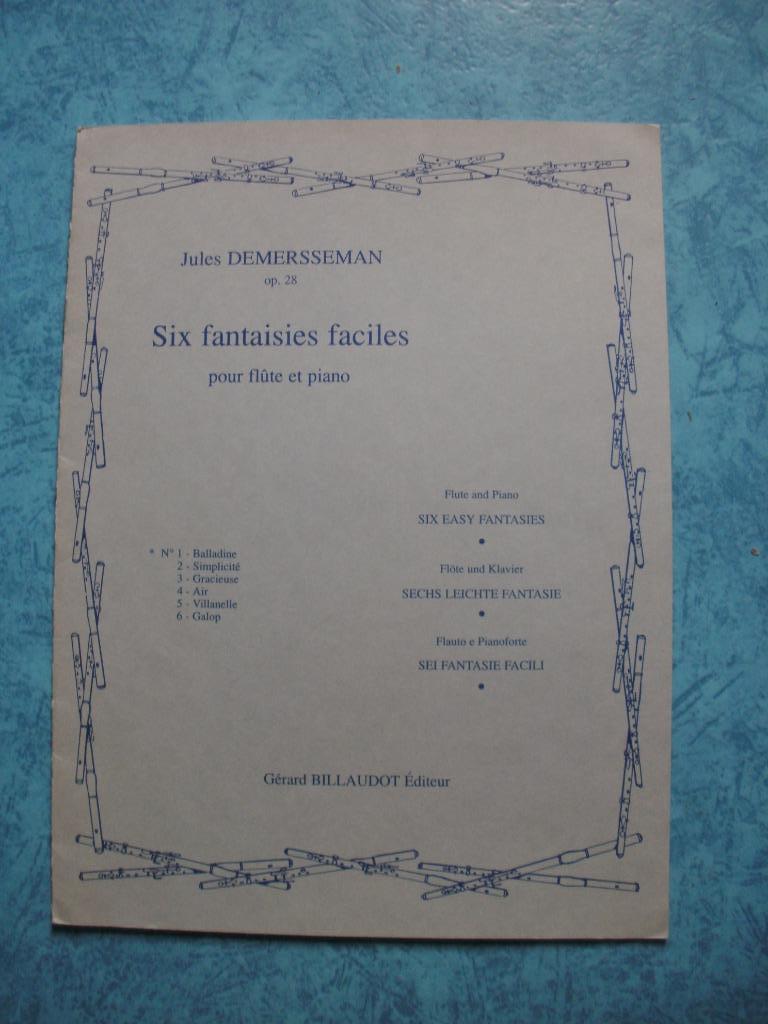 Jules DEMERSSEMAN
op. 28
Six fantaisies faciles
pour flûte et piano
Flute and Piano
SIX EASY FANTASIES
•
Flöte und Klavier
SECHS LEICHTE FANTASIE
•
Flauto e Pianoforte
SEI FANTASIE FACILI
•
* N° 1 - Balladine
2 - Simplicité
3 - Gracieuse
4 - Air
5 - Villanelle
6 - Galop
Gérard BILLAUDOT Éditeur